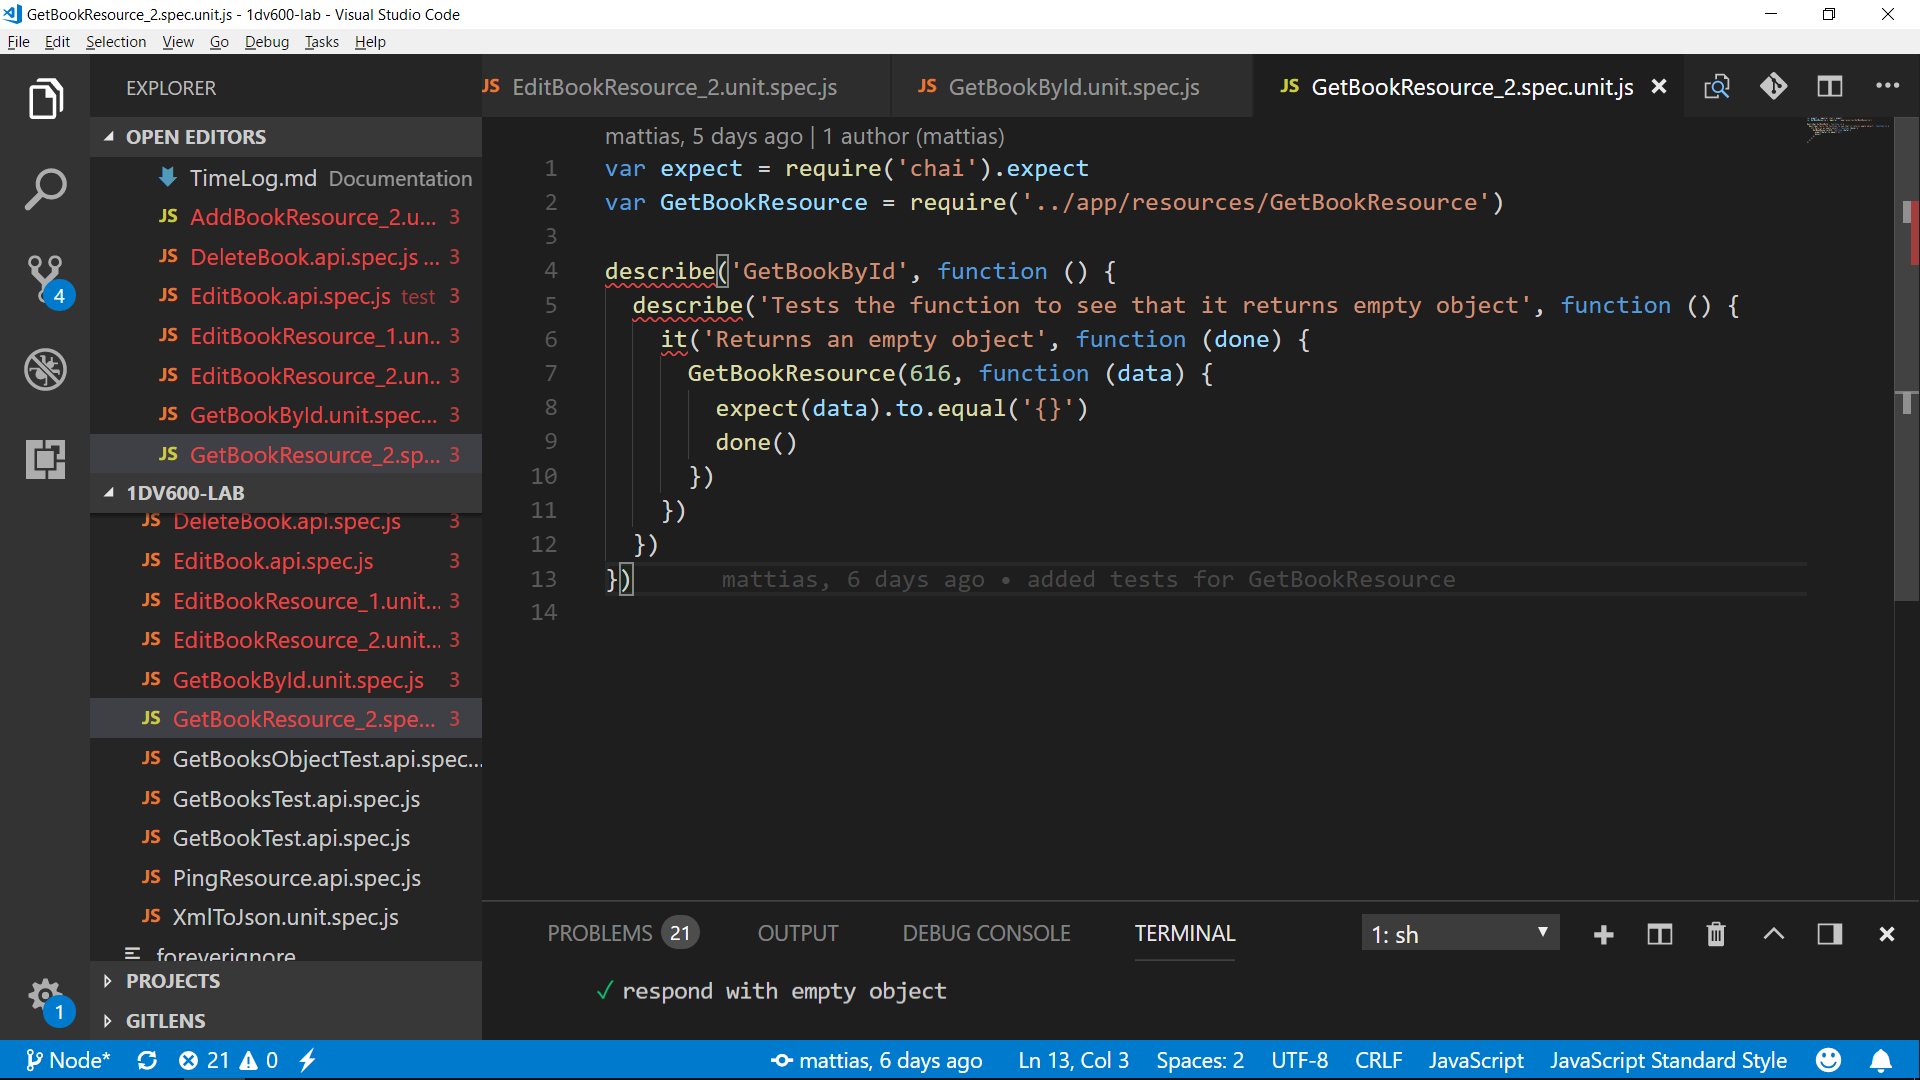 GetBookResource_2.spec.unit.js - 1dv600-lab - Visual Studio Code
File Edit Selection View Go Debug Tasks Help
EXPLORER
OPEN EDITORS
TimeLog.md Documentation
JS AddBookResource_2.u... 3
JS DeleteBook.api.spec.js ... 3
JS EditBook.api.spec.js test 3
JS EditBookResource_1.un... 3
JS EditBookResource_2.un... 3
JS GetBookById.unit.spec... 3
JS GetBookResource_2.sp... 3
1DV600-LAB
JS DeleteBook.api.spec.js 3
JS EditBook.api.spec.js 3
JS EditBookResource_1.unit... 3
JS EditBookResource_2.unit... 3
JS GetBookById.unit.spec.js 3
JS GetBookResource_2.spe... 3
JS GetBooksObjectTest.api.spec...
JS GetBooksTest.api.spec.js
JS GetBookTest.api.spec.js
JS PingResource.api.spec.js
JS XmlToJson.unit.spec.js
foreverignore
PROJECTS
GITLENS
4
1
JS EditBookResource_2.unit.spec.js JS GetBookById.unit.spec.js JS GetBookResource_2.spec.unit.js
mattias, 5 days ago | 1 author (mattias)
1 var expect = require('chai').expect
2 var GetBookResource = require('../app/resources/GetBookResource')
3
4 describe('GetBookById', function () {
5 describe('Tests the function to see that it returns empty object', function () {
6 it('Returns an empty object', function (done) {
7 GetBookResource(616, function (data) {
8 expect(data).to.equal('{}')
9 done()
10 })
11 })
12 })
13 }) mattias, 6 days ago • added tests for GetBookResource
14
PROBLEMS 21 OUTPUT DEBUG CONSOLE TERMINAL 1: sh
✓ respond with empty object
Node* 21 0 mattias, 6 days ago Ln 13, Col 3 Spaces: 2 UTF-8 CRLF JavaScript JavaScript Standard Style